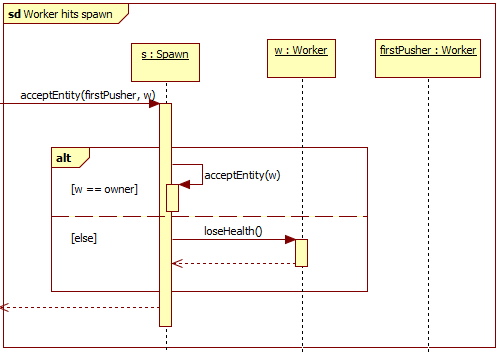 sd Worker hits spawn
s : Spawn
w : Worker
firstPusher : Worker
acceptEntity(firstPusher, w)
alt
acceptEntity(w)
[w == owner]
[else]
loseHealth()